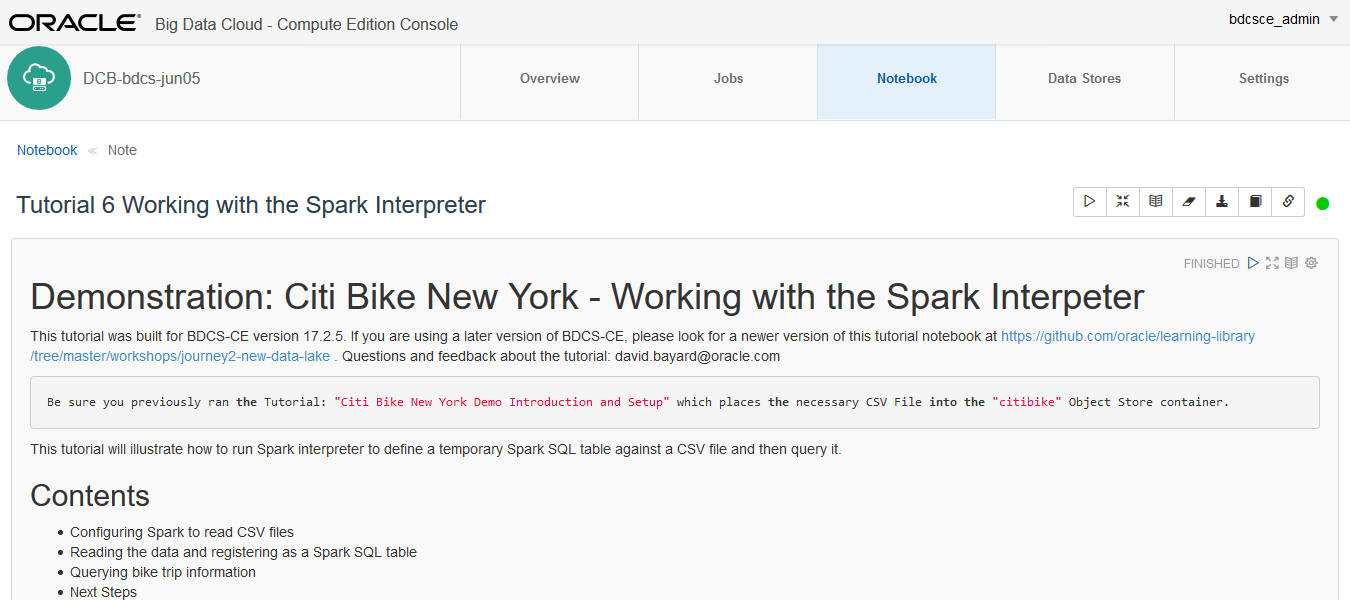 ORACLE® Big Data Cloud - Compute Edition Console
bdcsce_admin
DCB-bdcs-jun05
Overview
Jobs
Notebook
Data Stores
Settings
Notebook ≪ Note
Tutorial 6 Working with the Spark Interpreter
FINISHED
Demonstration: Citi Bike New York - Working with the Spark Interpeter
This tutorial was built for BDCS-CE version 17.2.5. If you are using a later version of BDCS-CE, please look for a newer version of this tutorial notebook at https://github.com/oracle/learning-library
/tree/master/workshops/journey2-new-data-lake . Questions and feedback about the tutorial: david.bayard@oracle.com
Be sure you previously ran the Tutorial: "Citi Bike New York Demo Introduction and Setup" which places the necessary CSV File into the "citibike" Object Store container.
This tutorial will illustrate how to run Spark interpreter to define a temporary Spark SQL table against a CSV file and then query it.
Contents
• Configuring Spark to read CSV files
• Reading the data and registering as a Spark SQL table
• Querying bike trip information
• Next Steps